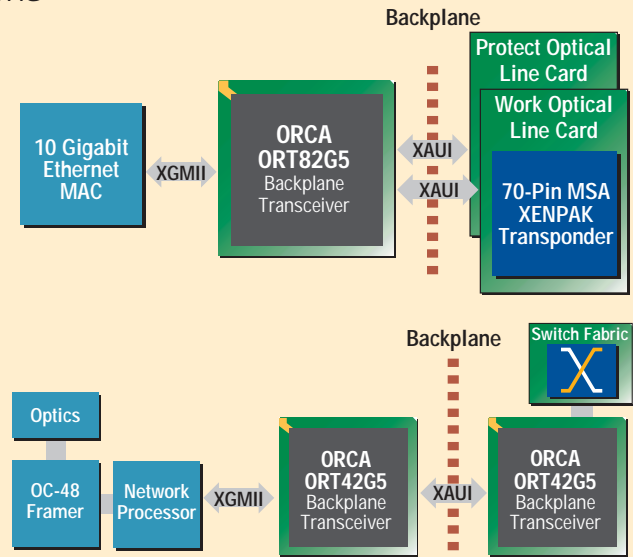 Backplane
Protect Optical
Line Card
Work Optical
Line Card
10 Gigabit
Ethernet
MAC
XGMII
ORCA
ORT82G5
Backplane
Transceiver
XAUI
XAUI
70-Pin MSA
XENPAK
Transponder
Backplane
Switch Fabric
Optics
OC-48
Framer
Network
Processor
XGMII
ORCA
ORT42G5
Backplane
Transceiver
XAUI
ORCA
ORT42G5
Backplane
Transceiver